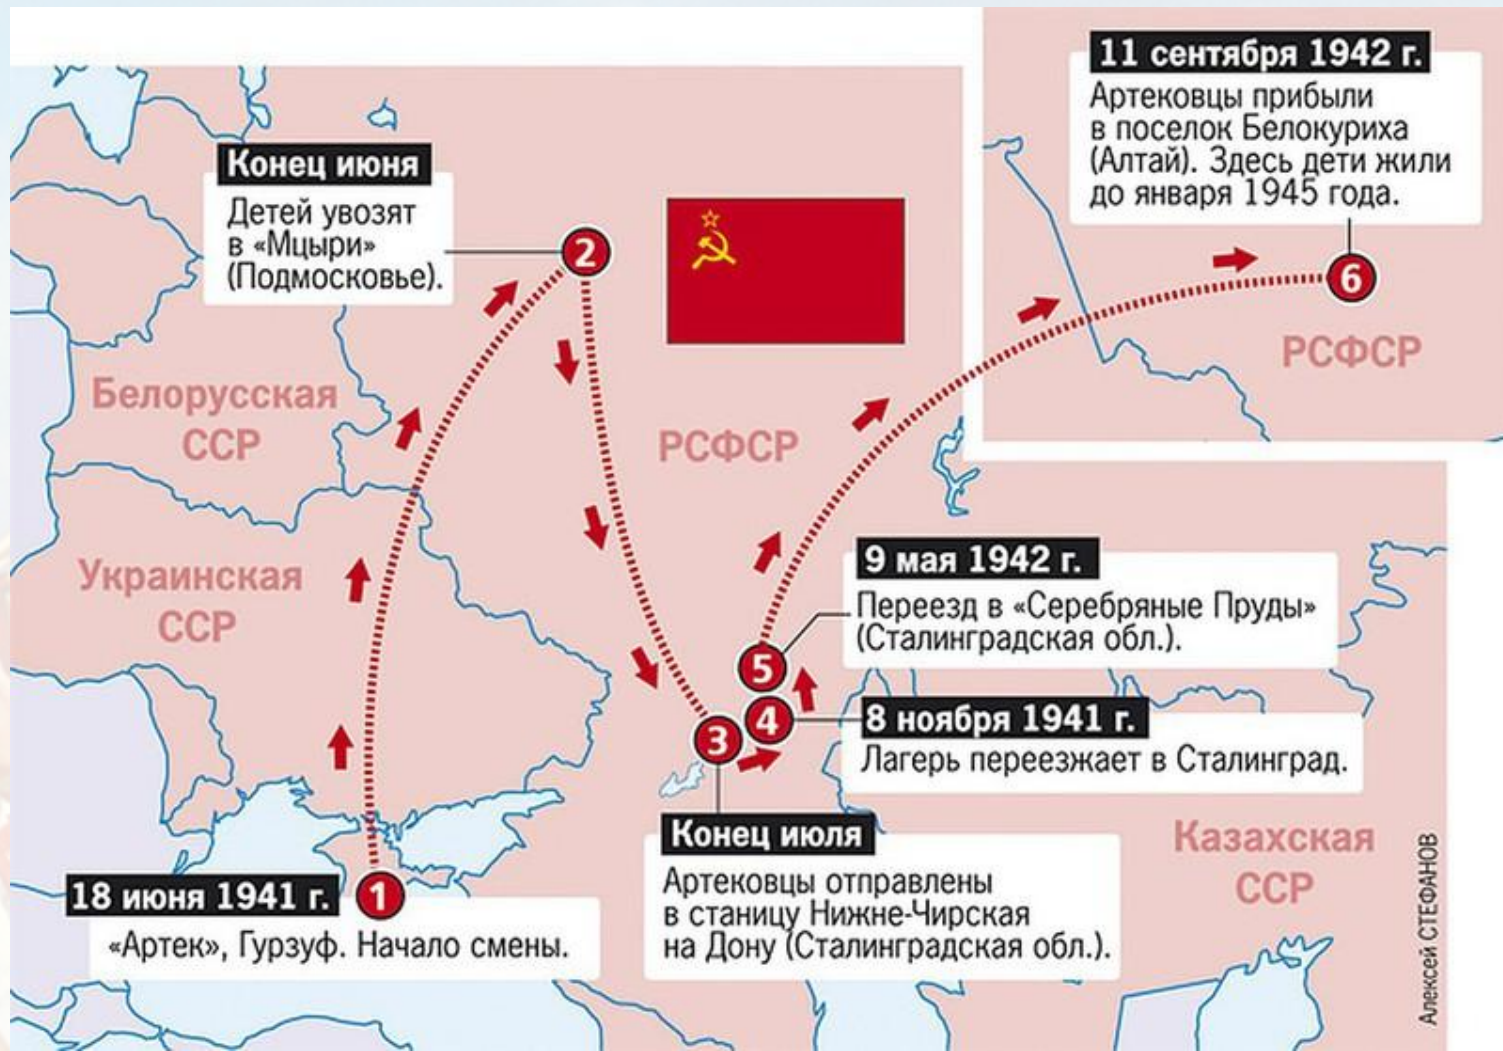 11 сентября 1942 г.
Артековцы прибыли
в поселок Белокуриха
(Алтай). Здесь дети жили
до января 1945 года.
Конец июня
Детей увозят
в «Мцыри»
(Подмосковье).
2
6
РСФСР
Белорусская
ССР
РСФСР
9 мая 1942 г.
Переезд в «Серебряные Пруды»
(Сталинградская обл.).
Украинская
ССР
5
4
8 ноября 1941 г.
Лагерь переезжает в Сталинград.
3
Конец июля
Артековцы отправлены
в станицу Нижне-Чирская
на Дону (Сталинградская обл.).
Казахская
ССР
18 июня 1941 г.
1
«Артек», Гурзуф. Начало смены.
Алексей СТЕФАНОВ